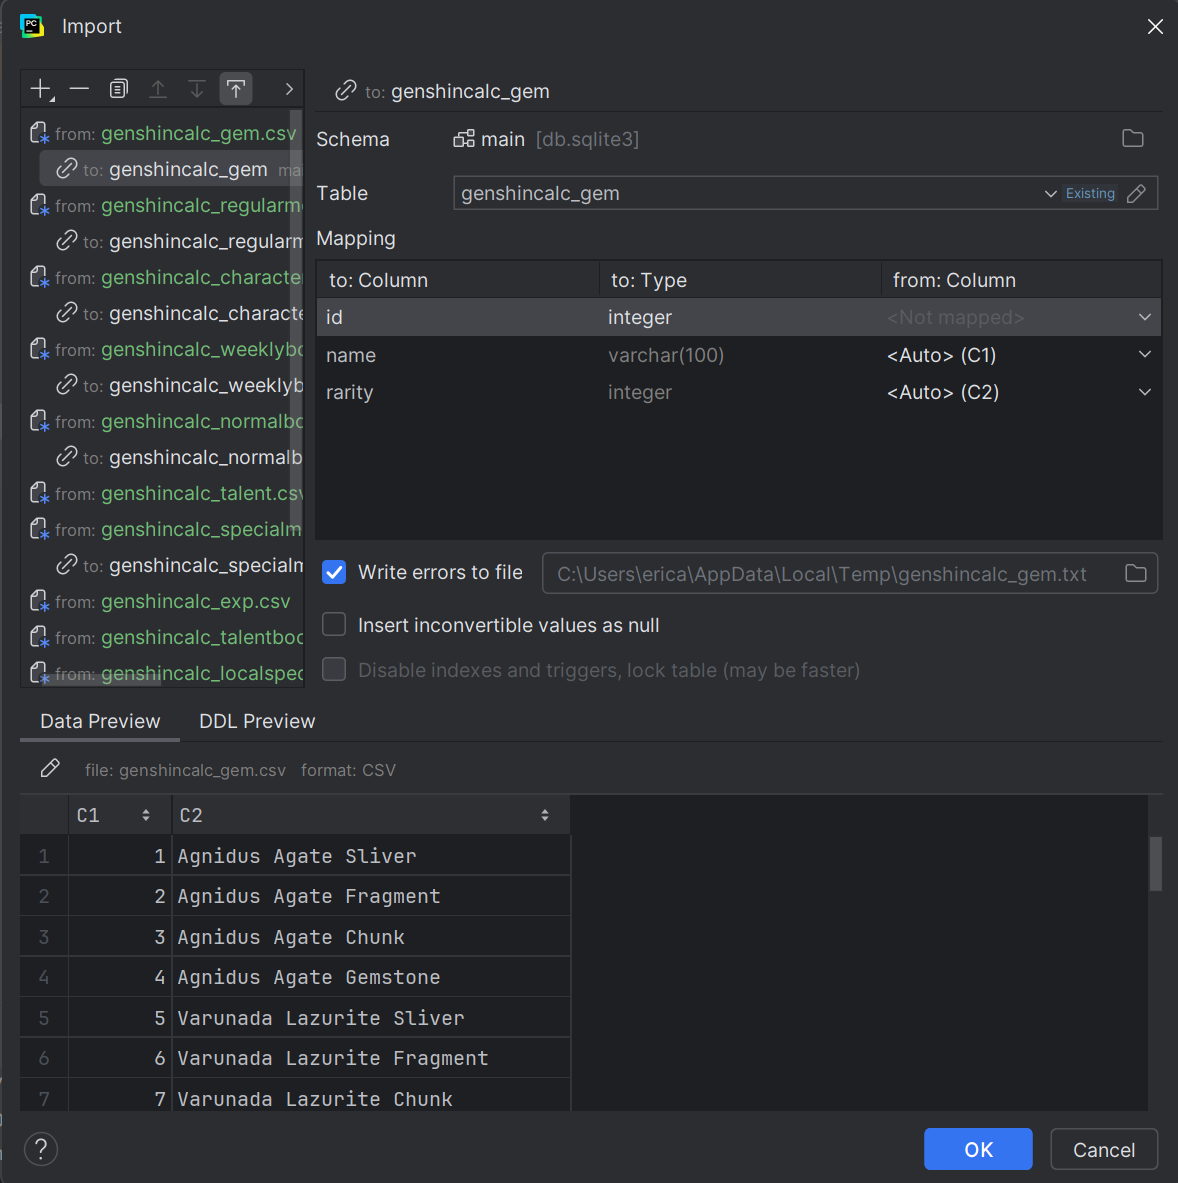 PC
Import
to: genshincalc_gem
from: genshincalc_gem.csv
to: genshincalc_gem mai
from: genshincalc_regularm
to: genshincalc_regularm
from: genshincalc_characte
to: genshincalc_characte
from: genshincalc_weeklybo
to: genshincalc_weeklyb
from: genshincalc_normalbo
to: genshincalc_normalb
from: genshincalc_talent.csv
from: genshincalc_specialm
to: genshincalc_specialm
from: genshincalc_exp.csv
from: genshincalc_talentboo
from: genshincalc_localspec
Schema main [db.sqlite3]
Table genshincalc_gem Existing
Mapping
to: Column to: Type from: Column
id integer <Not mapped>
name varchar(100) <Auto> (C1)
rarity integer <Auto> (C2)
Write errors to file C:\Users\erica\AppData\Local\Temp\genshincalc_gem.txt
Insert inconvertible values as null
Disable indexes and triggers, lock table (may be faster)
Data Preview DDL Preview
file: genshincalc_gem.csv format: CSV
C1 C2
1 1 Agnidus Agate Sliver
2 2 Agnidus Agate Fragment
3 3 Agnidus Agate Chunk
4 4 Agnidus Agate Gemstone
5 5 Varunada Lazurite Sliver
6 6 Varunada Lazurite Fragment
7 7 Varunada Lazurite Chunk
? OK Cancel